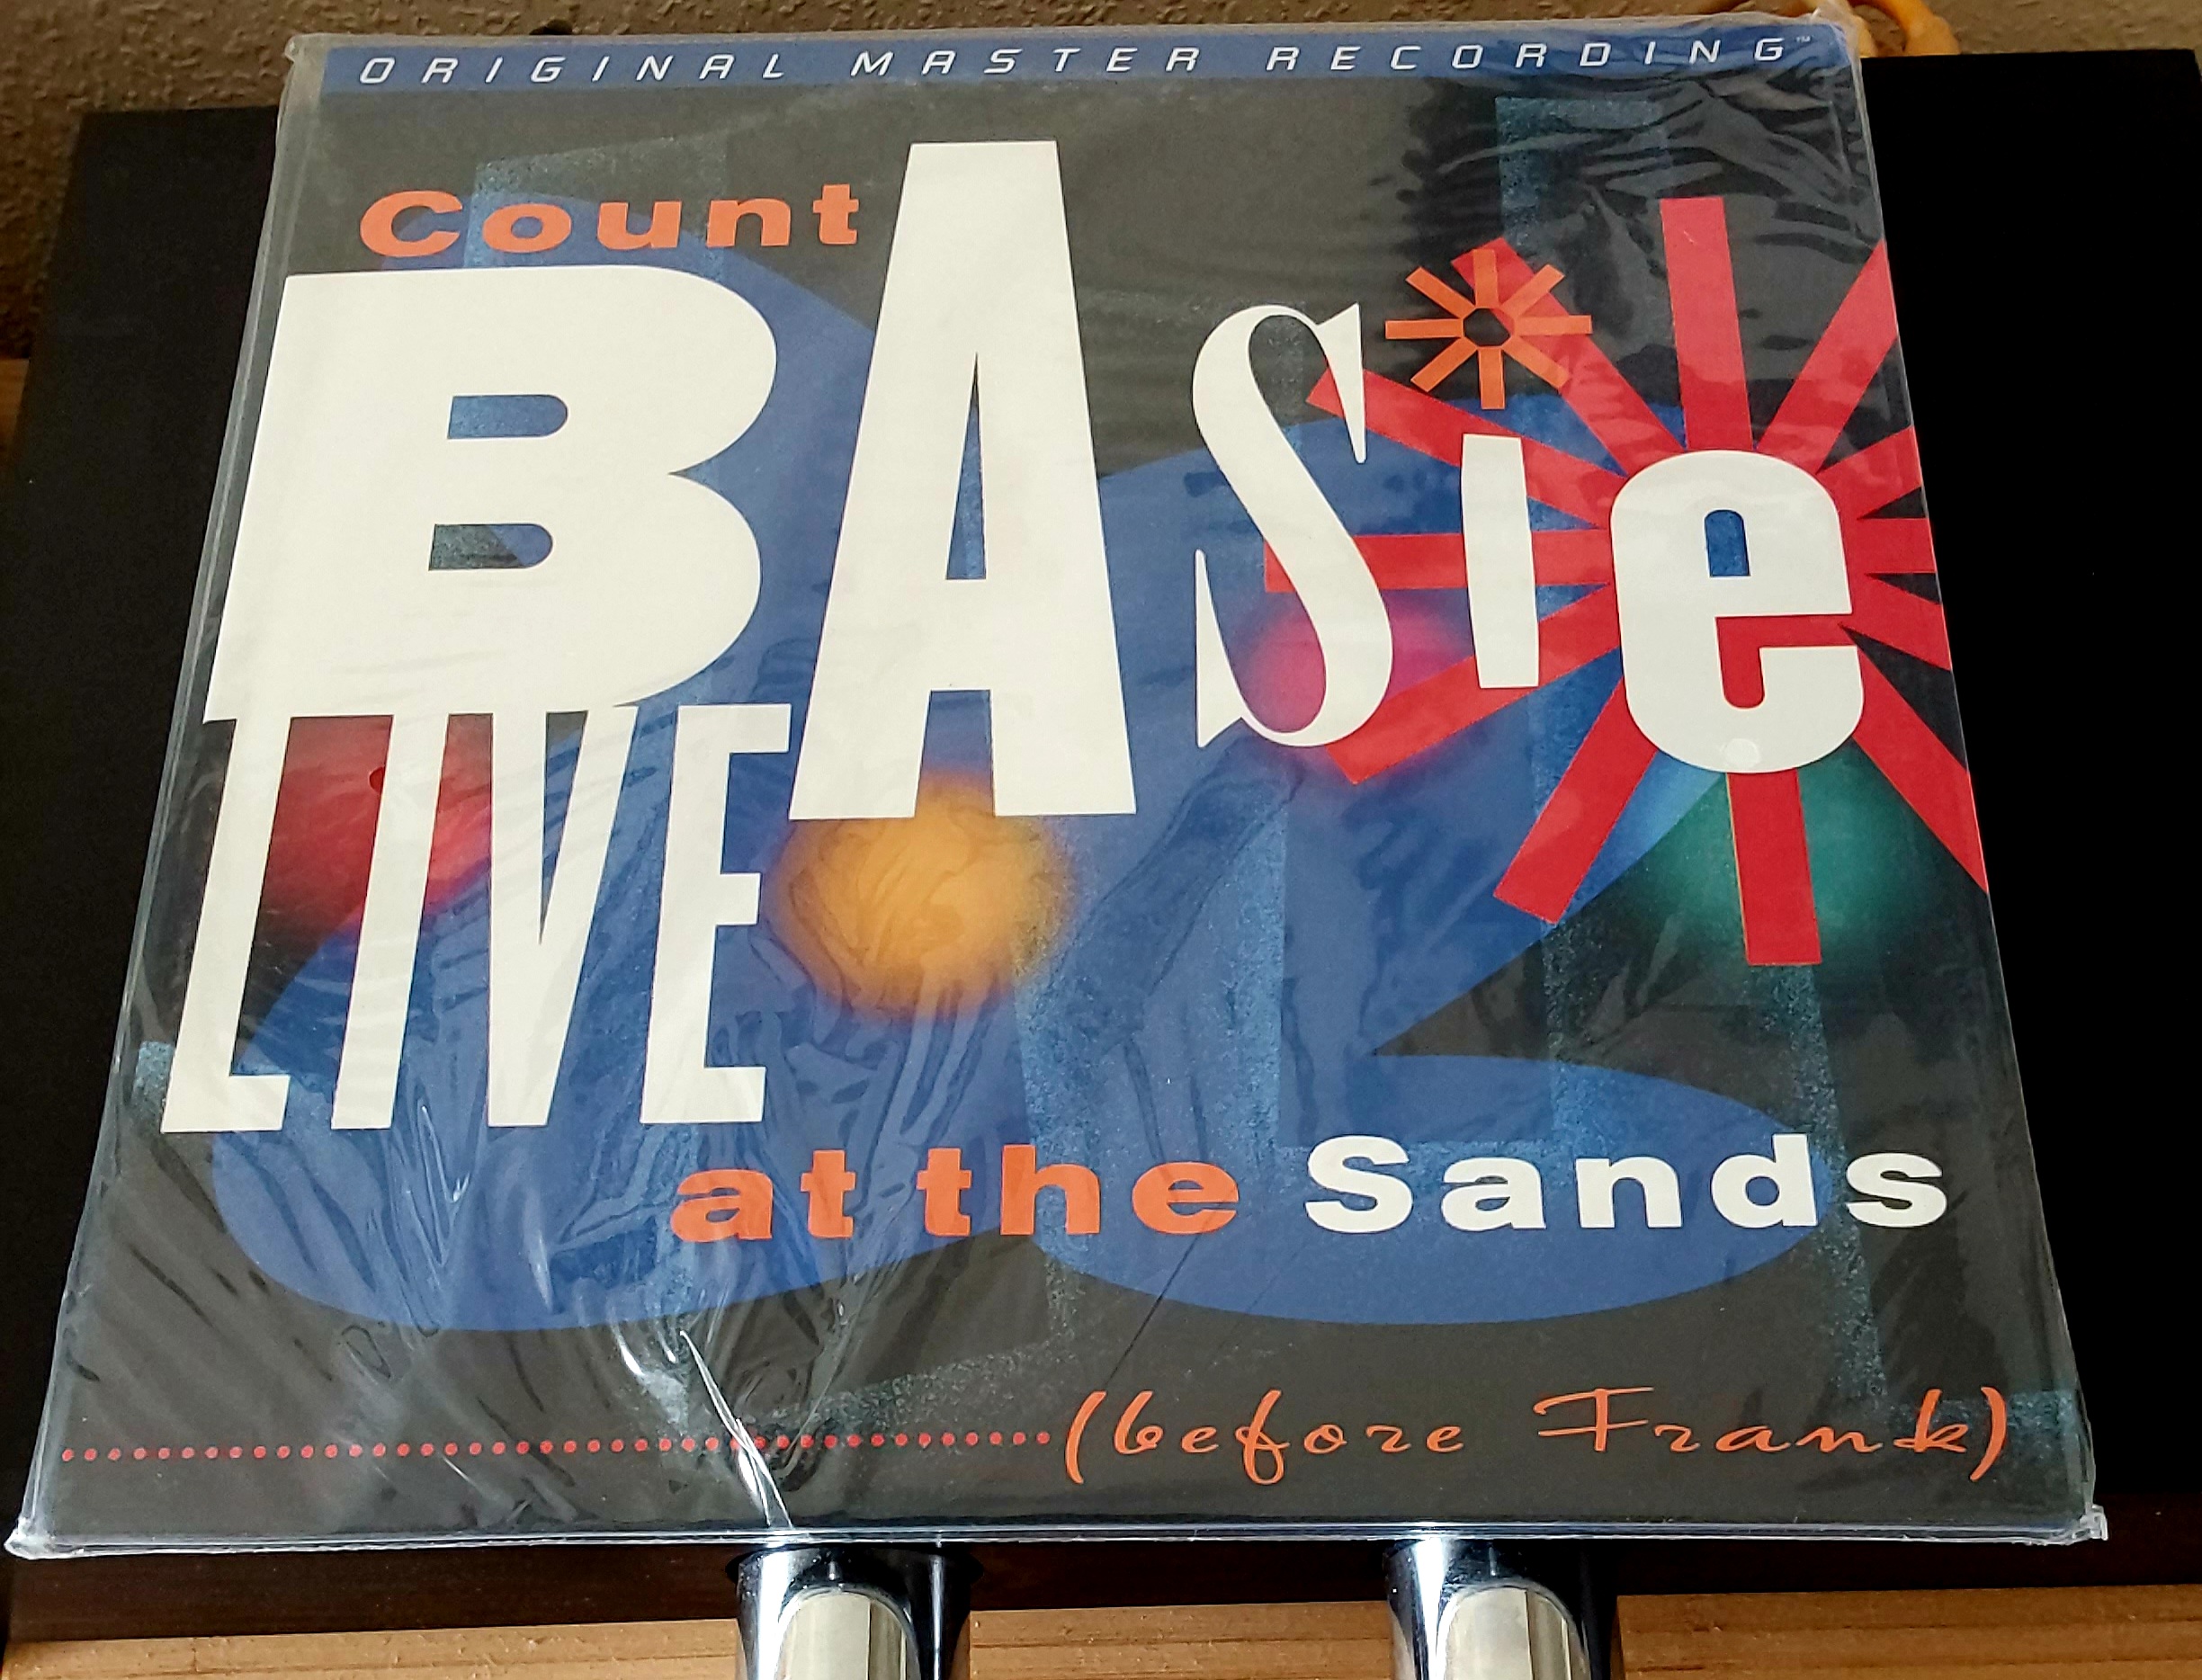 ORIGINAL MASTER RECORDING™
Count
BASie
LIVE
at the Sands
(before Frank)